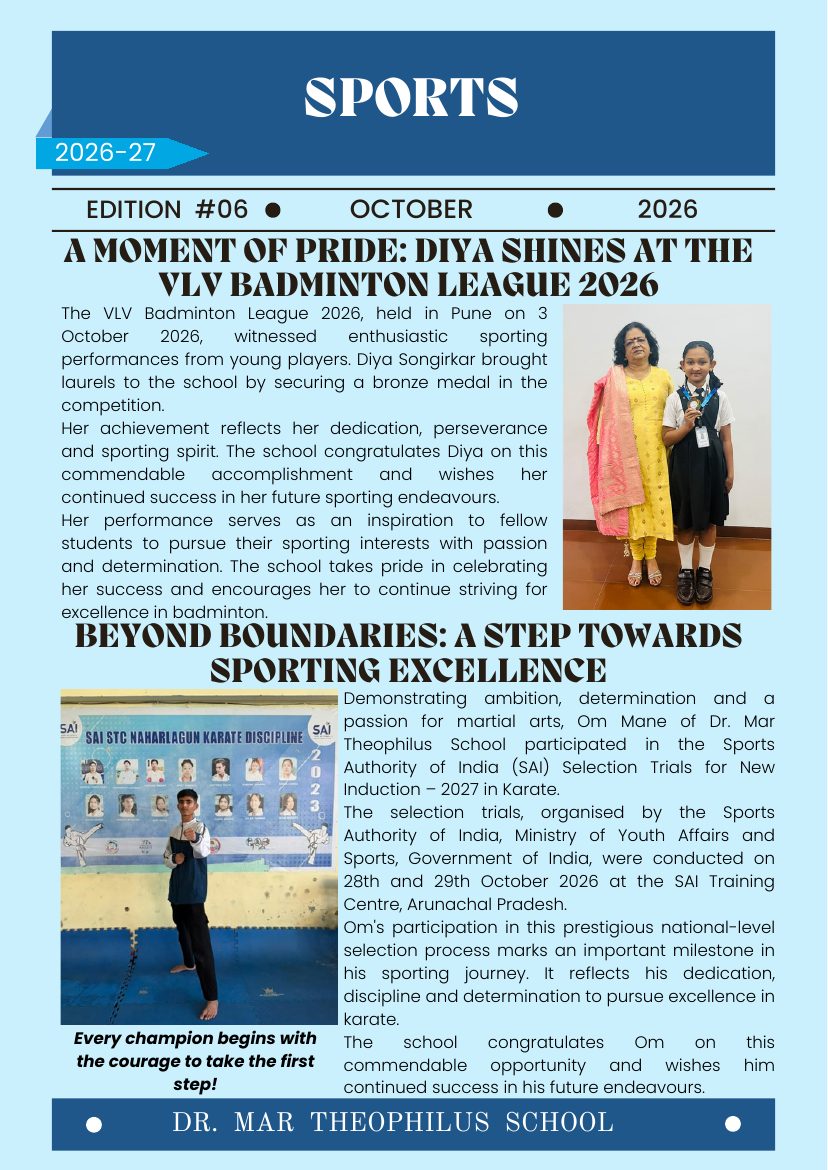 SPORTS
2026-27
EDITION #06 ● OCTOBER ● 2026
A MOMENT OF PRIDE: DIYA SHINES AT THE
VLV BADMINTON LEAGUE 2026
The VLV Badminton League 2026, held in Pune on 3
October 2026, witnessed enthusiastic sporting
performances from young players. Diya Songirkar brought
laurels to the school by securing a bronze medal in the
competition.
Her achievement reflects her dedication, perseverance
and sporting spirit. The school congratulates Diya on this
commendable accomplishment and wishes her
continued success in her future sporting endeavours.
Her performance serves as an inspiration to fellow
students to pursue their sporting interests with passion
and determination. The school takes pride in celebrating
her success and encourages her to continue striving for
excellence in badminton.
BEYOND BOUNDARIES: A STEP TOWARDS
SPORTING EXCELLENCE
SAI
SAI STC NAHARLAGUN KARATE DISCIPLINE
SAI
2023
Every champion begins with
the courage to take the first
step!
Demonstrating ambition, determination and a
passion for martial arts, Om Mane of Dr. Mar
Theophilus School participated in the Sports
Authority of India (SAI) Selection Trials for New
Induction – 2027 in Karate.
The selection trials, organised by the Sports
Authority of India, Ministry of Youth Affairs and
Sports, Government of India, were conducted on
28th and 29th October 2026 at the SAI Training
Centre, Arunachal Pradesh.
Om's participation in this prestigious national-level
selection process marks an important milestone in
his sporting journey. It reflects his dedication,
discipline and determination to pursue excellence in
karate.
The school congratulates Om on this
commendable opportunity and wishes him
continued success in his future endeavours.
DR. MAR THEOPHILUS SCHOOL